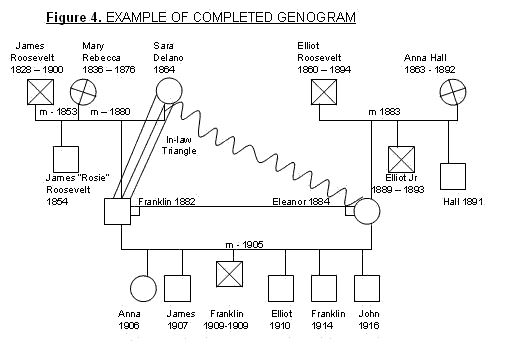 Figure 4. EXAMPLE OF COMPLETED GENOGRAM
James
Roosevelt
1828 – 1900
Mary
Rebecca
1836 – 1876
Sara
Delano
1864
Elliot
Roosevelt
1860 – 1894
Anna Hall
1863 - 1892
m - 1853
m – 1880
m 1883
In-law
Triangle
James "Rosie"
Roosevelt
1854
Elliot Jr
1889 – 1893
Hall 1891
Franklin 1882
Eleanor 1884
m - 1905
Anna
1906
James
1907
Franklin
1909-1909
Elliot
1910
Franklin
1914
John
1916